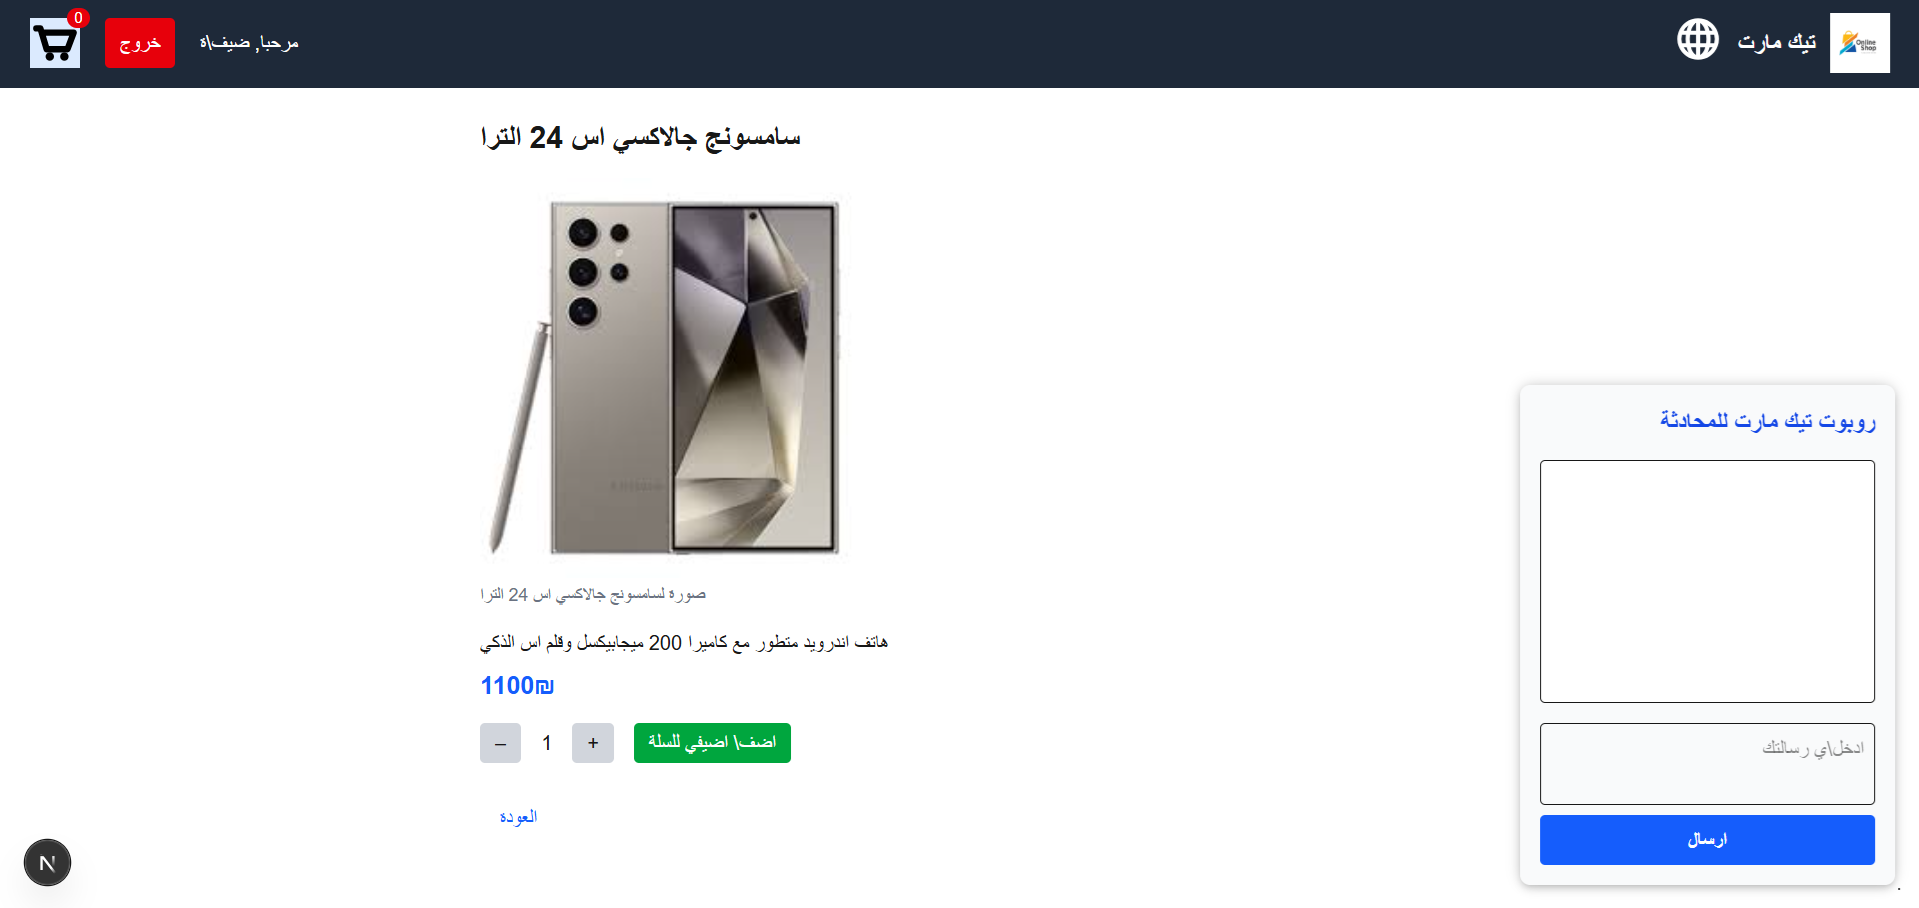 Online Shop
تيك مارت
مرحبا, ضيف\ة
خروج
0
سامسونج جالاكسي اس 24 الترا
صورة لسامسونج جالاكسي اس 24 الترا
هاتف اندرويد متطور مع كاميرا 200 ميجابيكسل وقلم اس الذكي
1100₪
– 1 +
اضف\ اضيفي للسلة
العودة
روبوت تيك مارت للمحادثة
ادخل\ي رسالتك
ارسال
N